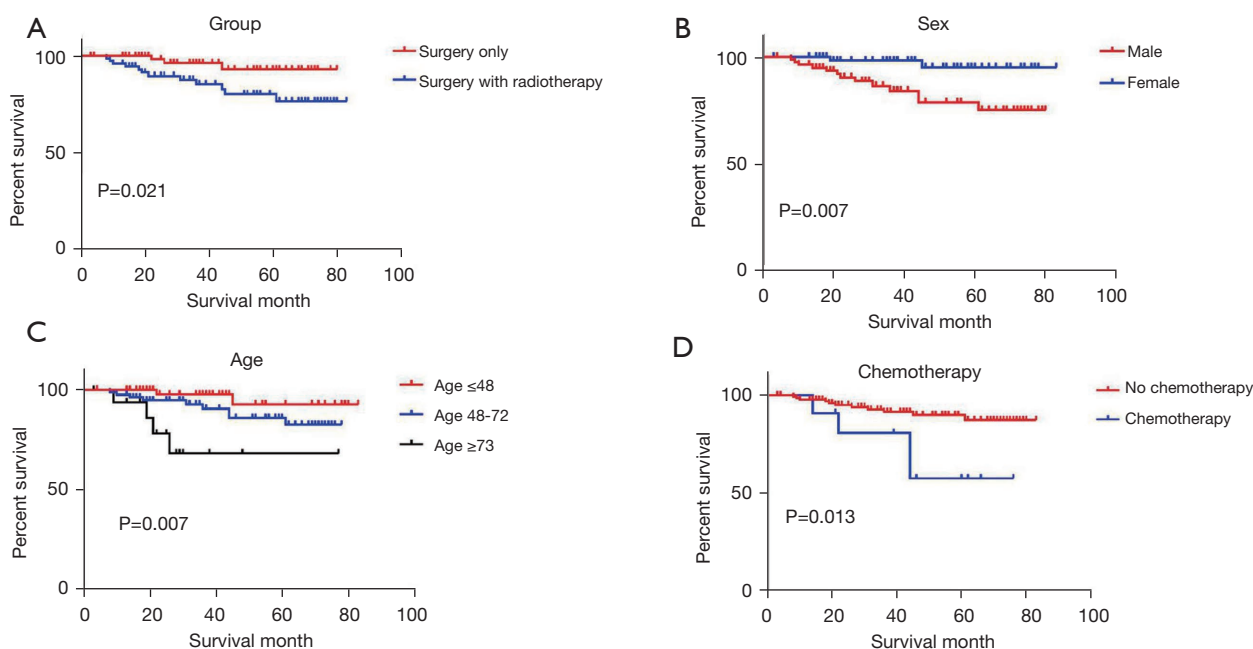 A
Group
100
50
0
Percent survival
P=0.021
0 20 40 60 80 100
Survival month
Surgery only
Surgery with radiotherapy
B
Sex
100
50
0
Percent survival
P=0.007
0 20 40 60 80 100
Survival month
Male
Female
C
Age
100
50
0
Percent survival
P=0.007
0 20 40 60 80 100
Survival month
Age ≤48
Age 48-72
Age ≥73
D
Chemotherapy
100
50
0
Percent survival
P=0.013
0 20 40 60 80 100
Survival month
No chemotherapy
Chemotherapy